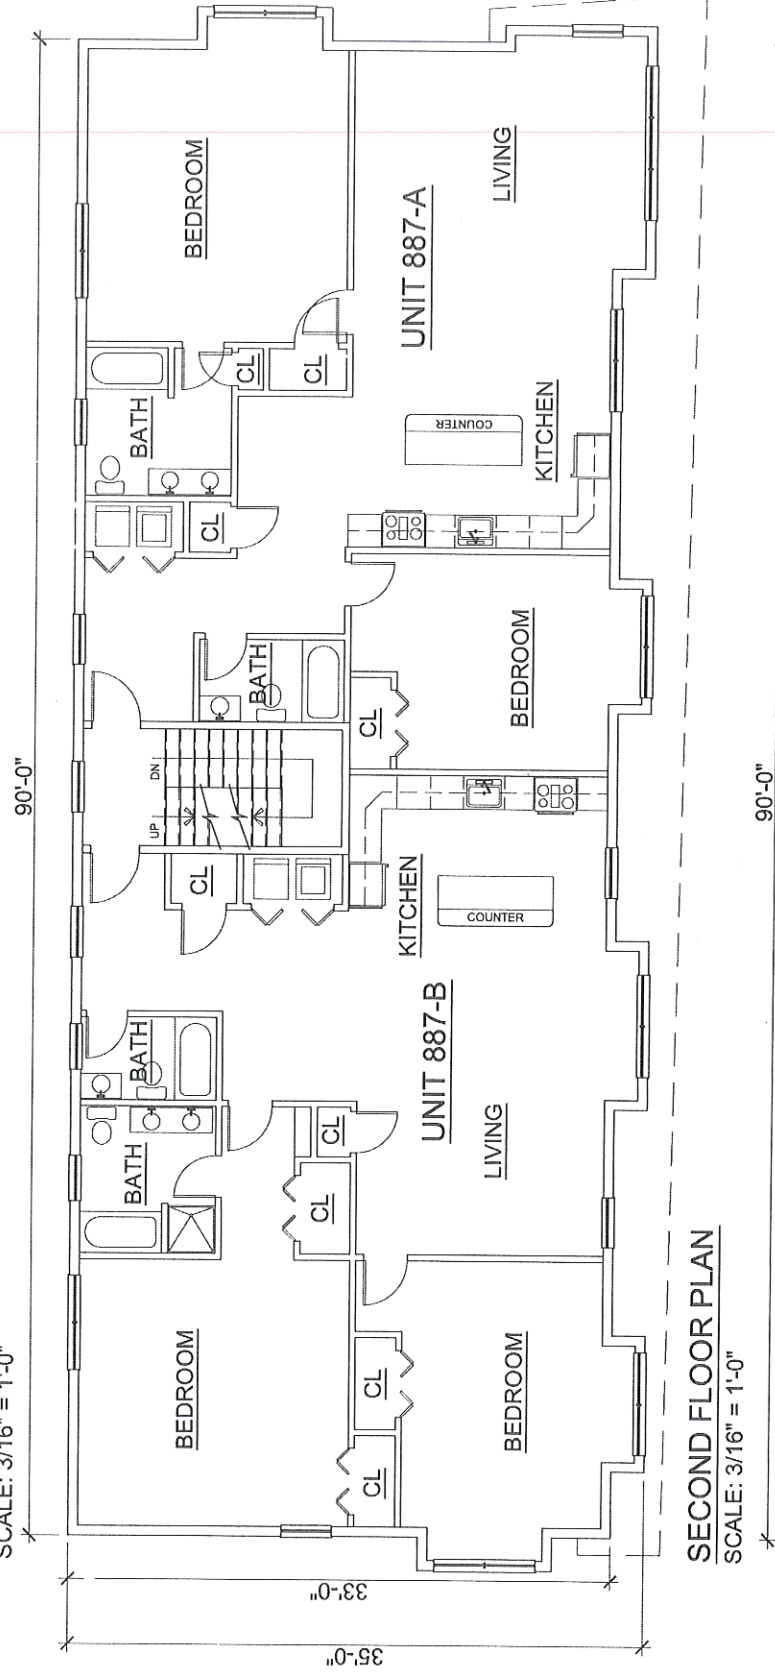 SCALE: 3/16" = 1'-0"
90'-0"
BEDROOM
BATH
BATH
CL
UP
DN
BATH
CL
BATH
CL
BEDROOM
CL
CL
CL
CL
CL
CL
BEDROOM
LIVING
UNIT 887-B
KITCHEN
COUNTER
BEDROOM
KITCHEN
COUNTER
UNIT 887-A
LIVING
33'-0"
35'-0"
SECOND FLOOR PLAN
SCALE: 3/16" = 1'-0"
90'-0"